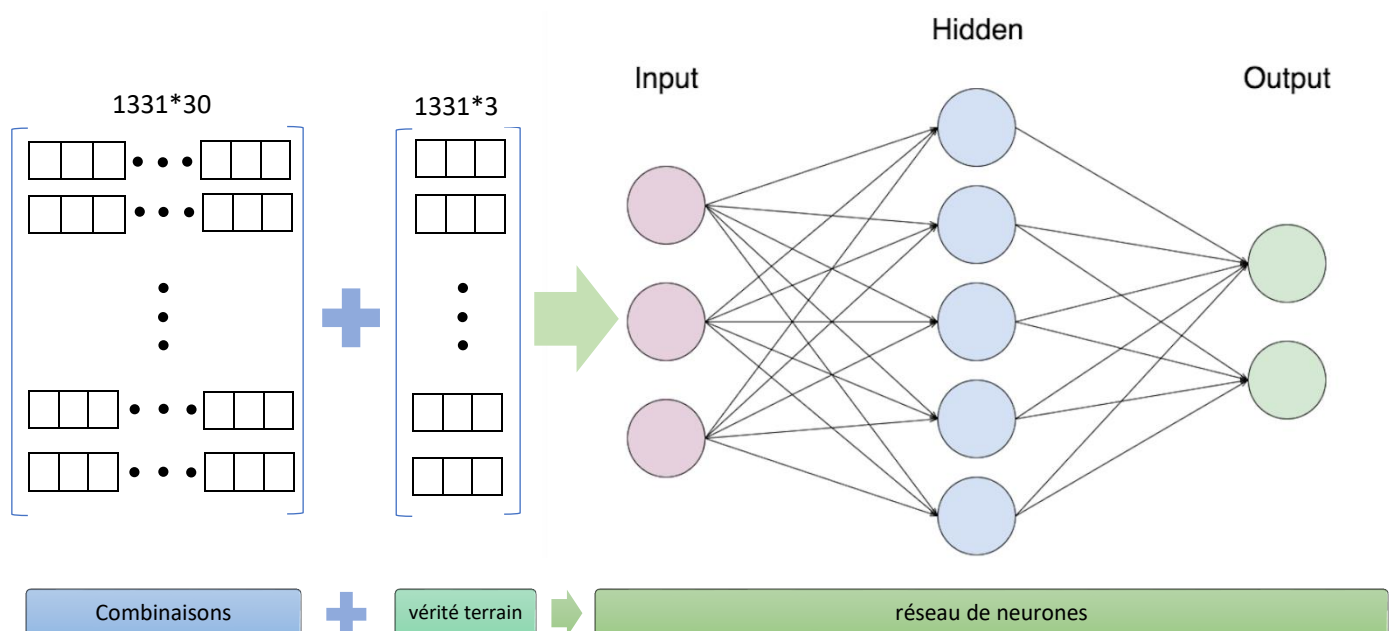 Hidden
Input
Output
1331*30
1331*3
Combinaisons
vérité terrain
réseau de neurones